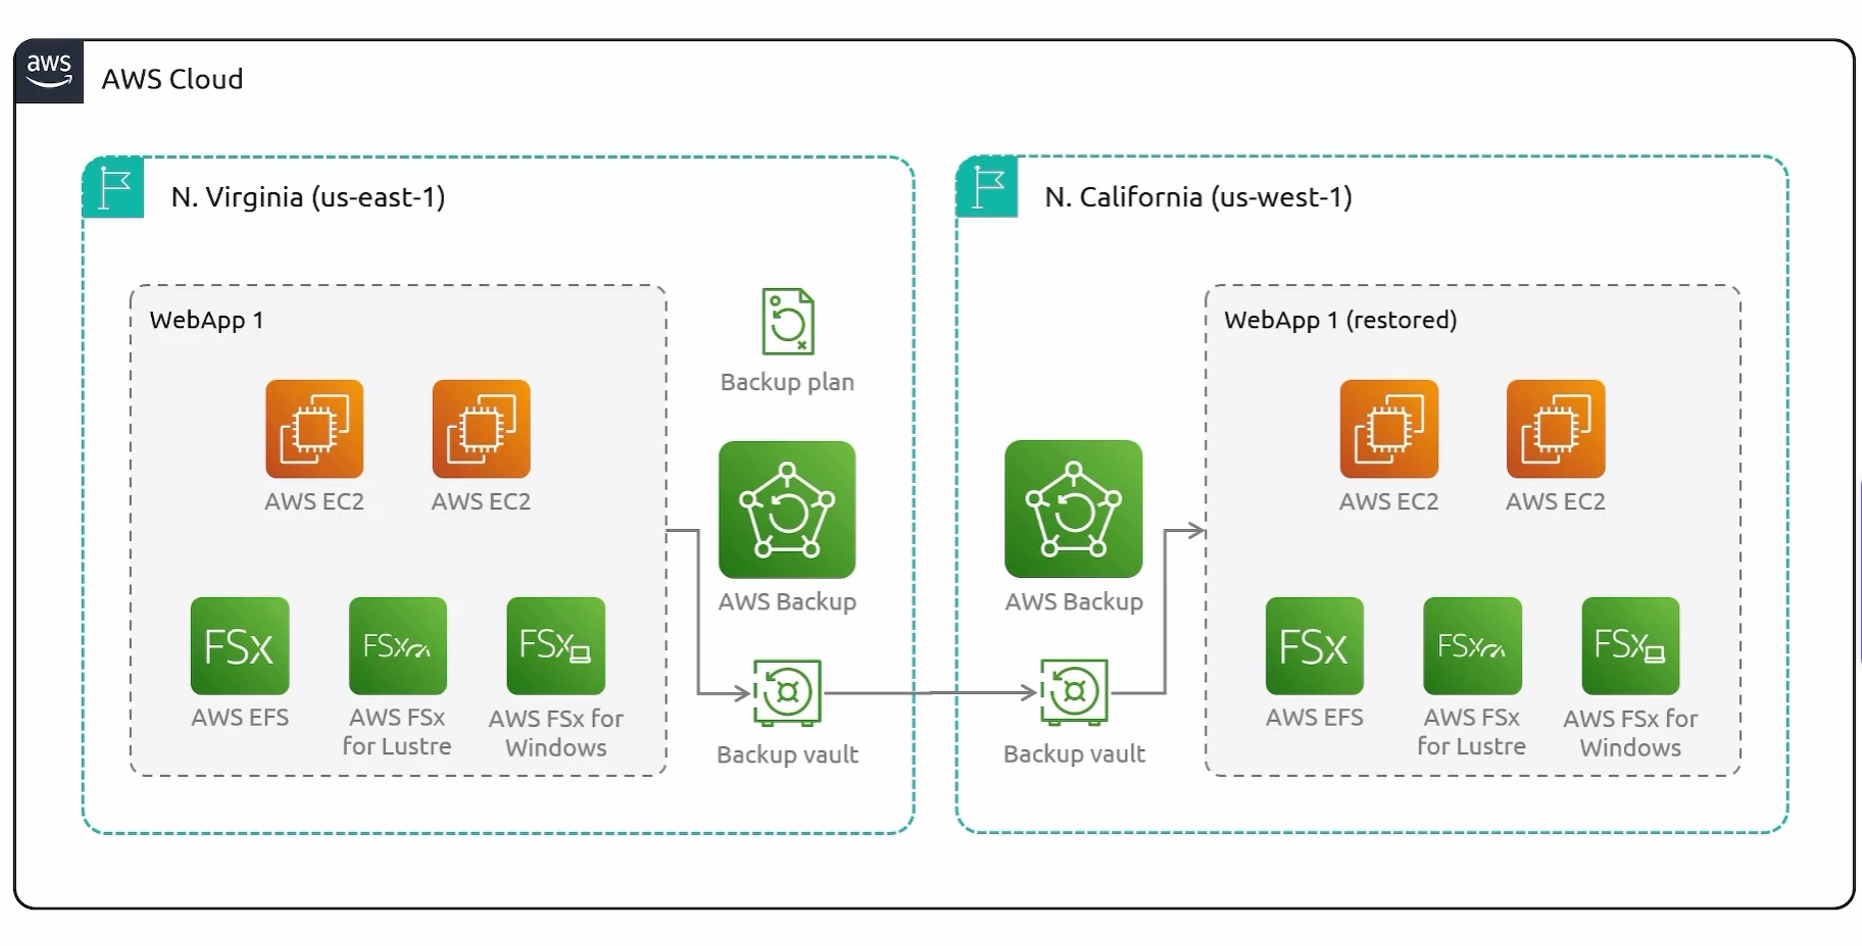 aws
AWS Cloud
N. Virginia (us-east-1)
WebApp 1
AWS EC2
AWS EC2
FSx
AWS EFS
FSx
AWS FSx
for Lustre
FSx
AWS FSx for
Windows
Backup plan
AWS Backup
Backup vault
N. California (us-west-1)
AWS Backup
Backup vault
WebApp 1 (restored)
AWS EC2
AWS EC2
FSx
AWS EFS
FSx
AWS FSx
for Lustre
FSx
AWS FSx for
Windows